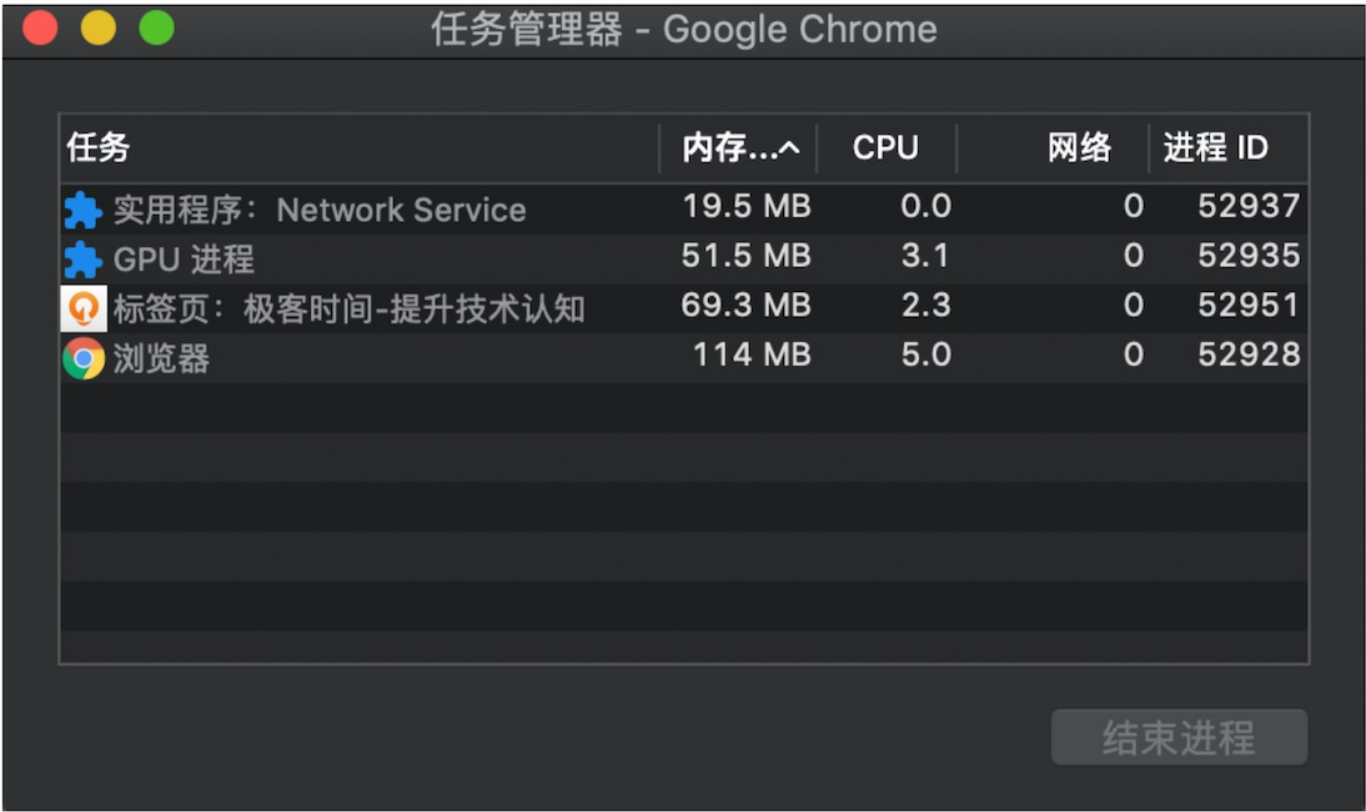 任务管理器 - Google Chrome
任务 内存... CPU 网络 进程 ID
实用程序：Network Service 19.5 MB 0.0 0 52937
GPU 进程 51.5 MB 3.1 0 52935
标签页：极客时间-提升技术认知 69.3 MB 2.3 0 52951
浏览器 114 MB 5.0 0 52928
结束进程